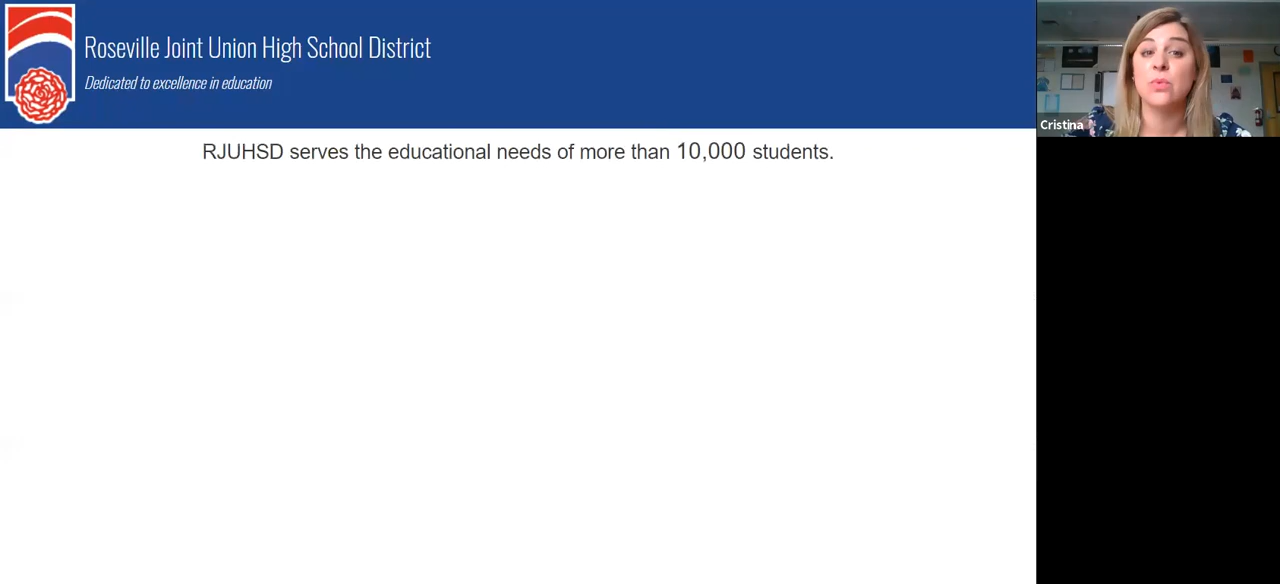 Roseville Joint Union High School District
Dedicated to excellence in education
Cristina
RJUHSD serves the educational needs of more than 10,000 students.